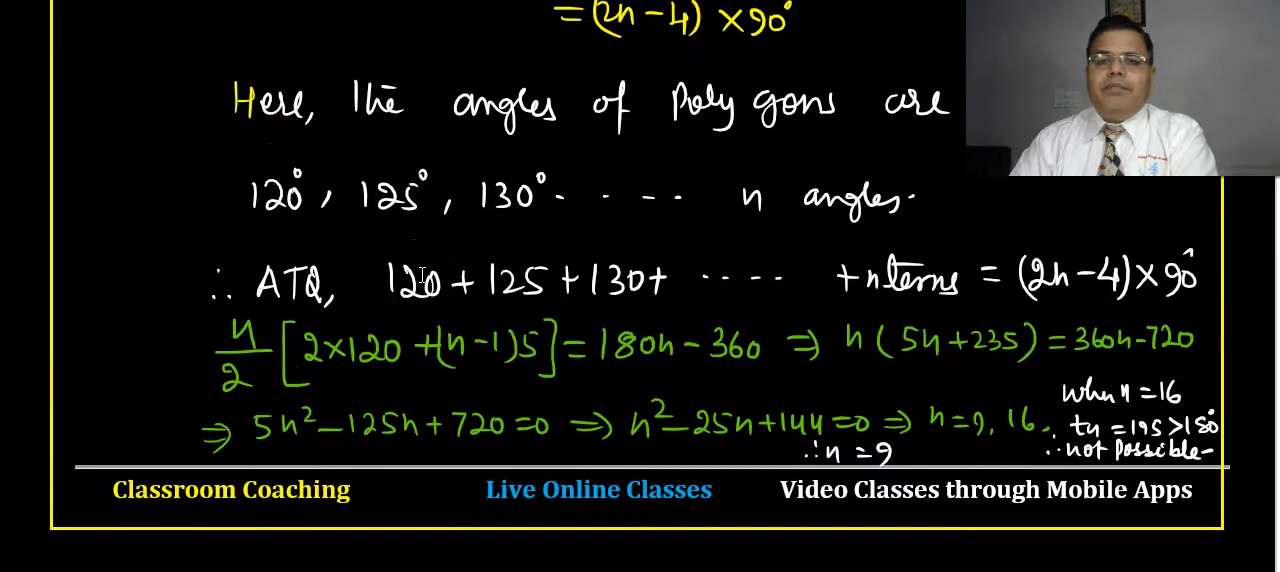 = (2n-4) × 90°
Here, the angles of Polygons are
120°, 125°, 130° - . - . . n angles.
∴ ATQ, 120 + 125 + 130 + ..... + n terms = (2n-4) × 90°
n/2 [2×120 + (n-1)5] = 180n - 360 ⇒ n(5n+235) = 360n-720
⇒ 5n² - 125n + 720 = 0 ⇒ n² - 25n + 144 = 0 ⇒ n = 9, 16.
when n = 16
∴ tn = 195 > 180°
∴ not possible-
∴ n = 9
Classroom Coaching Live Online Classes Video Classes through Mobile Apps